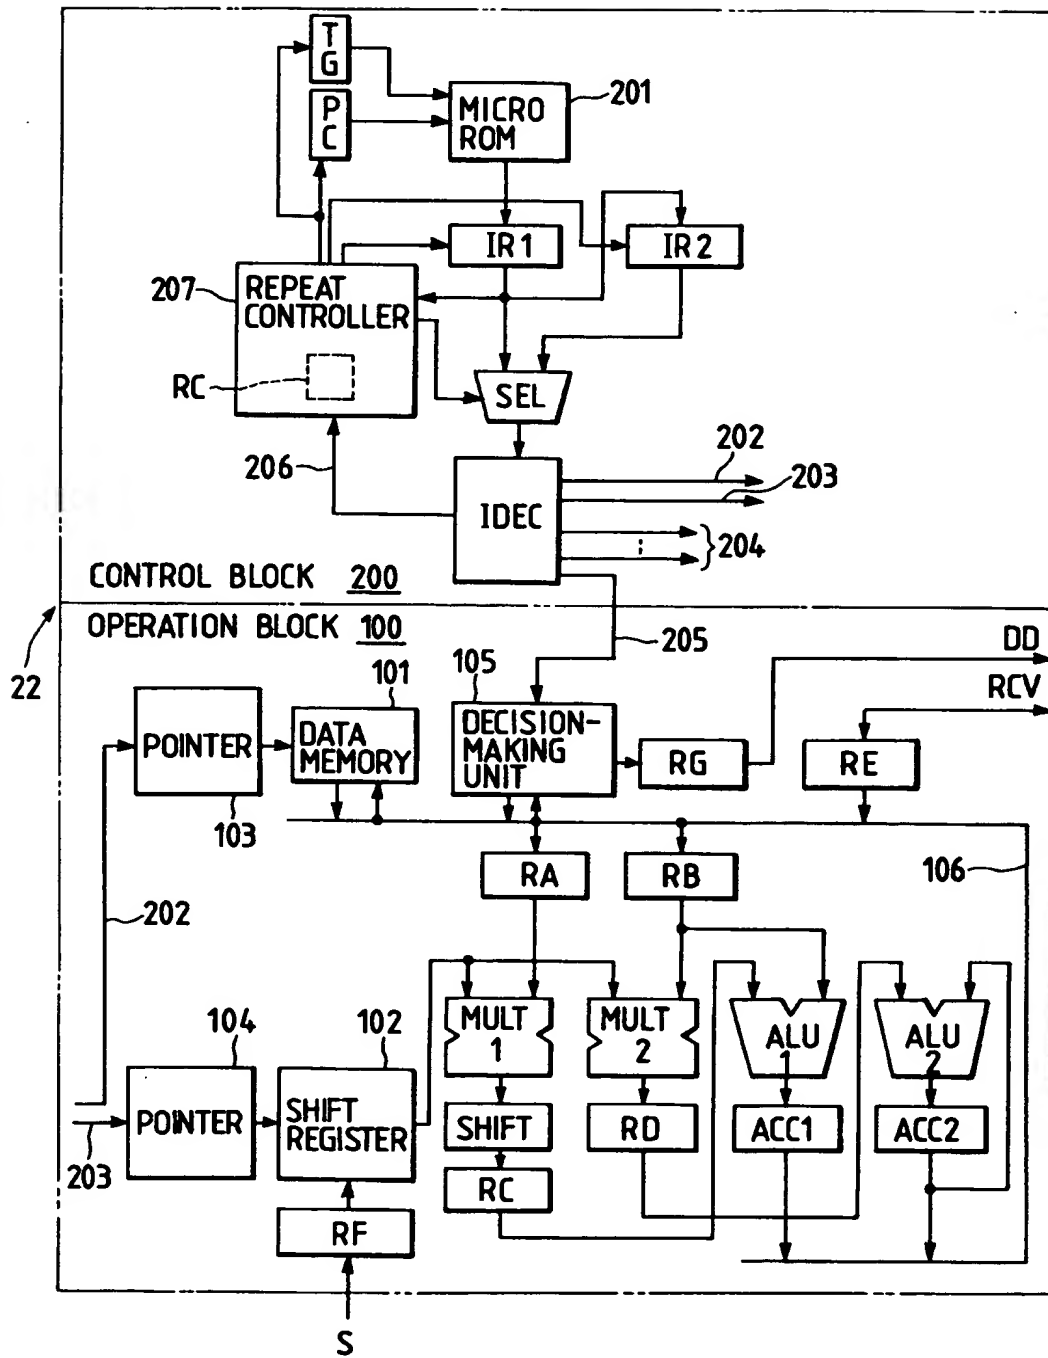 T
G
P
C
MICRO
ROM
201
IR1
IR2
207
REPEAT
CONTROLLER
RC
SEL
206
IDEC
202
203
204
CONTROL BLOCK 200
OPERATION BLOCK 100
205
DD
RCV
22
103
POINTER
101
DATA
MEMORY
105
DECISION-
MAKING
UNIT
RG
RE
RA
RB
106
202
104
POINTER
203
102
SHIFT
REGISTER
RF
S
MULT
1
MULT
2
ALU
1
ALU
2
SHIFT
RD
ACC1
ACC2
RC